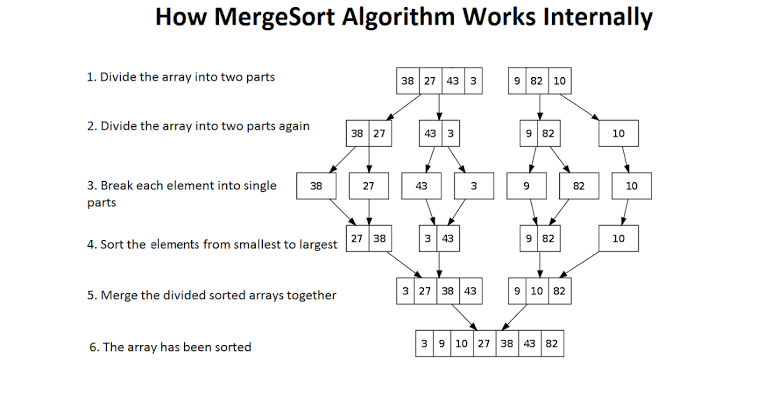 How MergeSort Algorithm Works Internally
1. Divide the array into two parts
38 27 43 3 9 82 10
2. Divide the array into two parts again
38 27 43 3 9 82 10
3. Break each element into single
parts
38 27 43 3 9 82 10
4. Sort the elements from smallest to largest
27 38 3 43 9 82 10
5. Merge the divided sorted arrays together
3 27 38 43 9 10 82
6. The array has been sorted
3 9 10 27 38 43 82